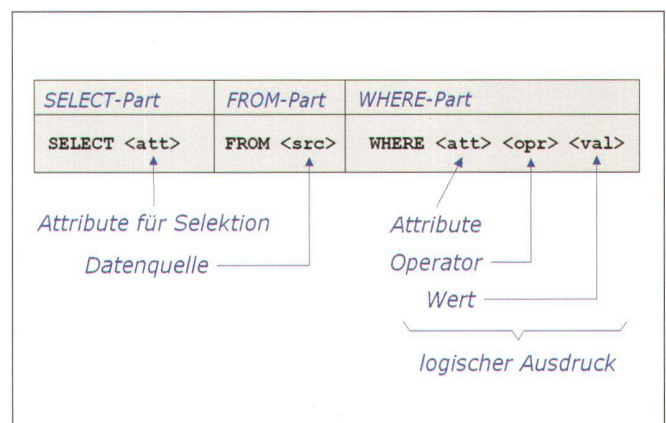 SELECT-Part FROM-Part WHERE-Part
SELECT <att> FROM <src> WHERE <att> <opr> <val>
Attribute für Selektion Attribute
Datenquelle Operator
Wert
logischer Ausdruck